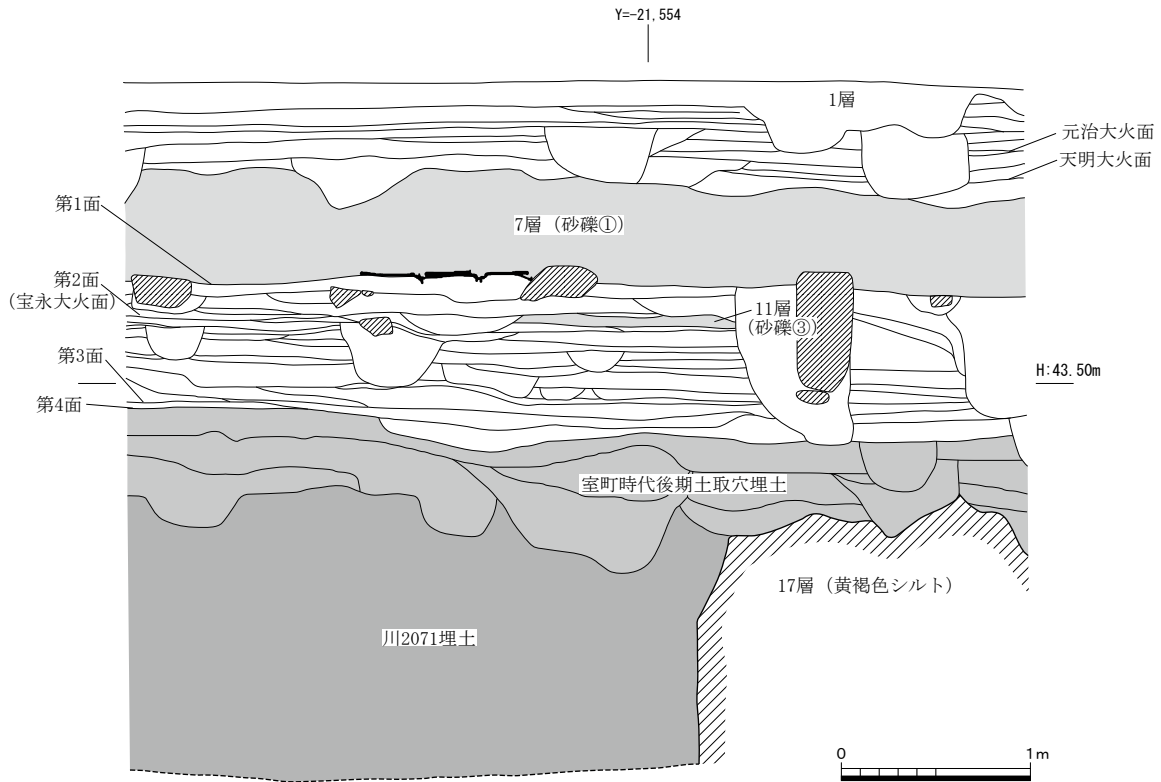 Y=-21,554
1層
元治大火面
天明大火面
第1面
7層（砂礫①）
第2面
（宝永大火面）
11層
（砂礫③）
第3面
H:43.50m
第4面
室町時代後期土取穴埋土
17層（黄褐色シルト）
川2071埋土
0
1m